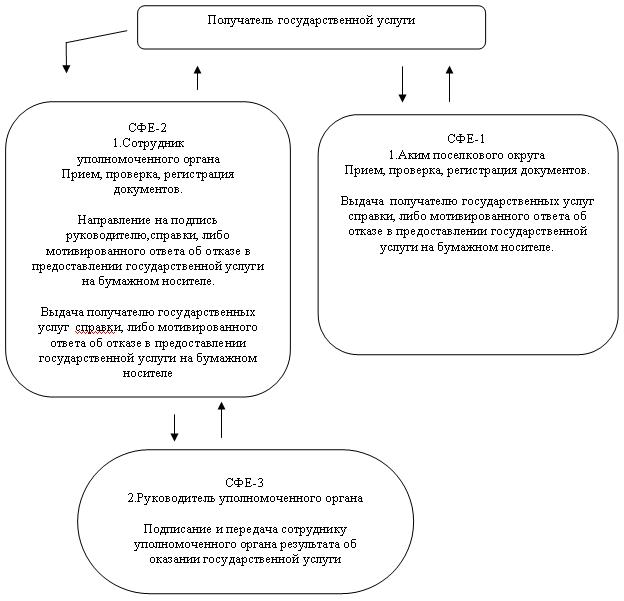 Получатель государственной услуги
СФЕ-2
1.Сотрудник
уполномоченного органа
Прием, проверка, регистрация
документов.
Направление на подпись
руководителю,справки, либо
мотивированного ответа об отказе в
предоставлении государственной услуги
на бумажном носителе.
Выдача получателю государственных
услуг справки, либо мотивированного
ответа об отказе в предоставлении
государственной услуги на бумажном
носителе
СФЕ-1
1.Аким поселкового округа
Прием, проверка, регистрация документов.
Выдача получателю государственных услуг
справки, либо мотивированного ответа об
отказе в предоставлении государственной
услуги на бумажном носителе.
СФЕ-3
2.Руководитель уполномоченного органа
Подписание и передача сотруднику
уполномоченного органа результата об
оказании государственной услуги